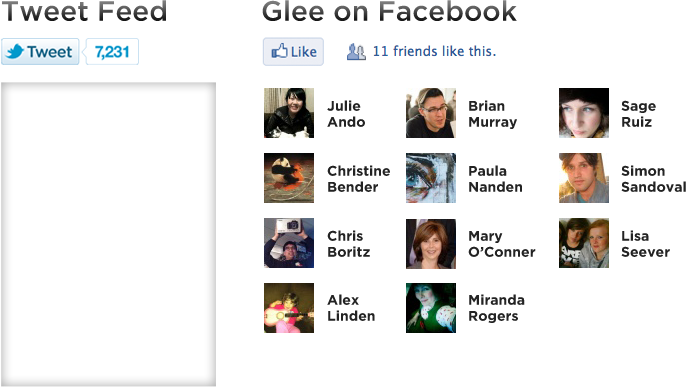 Tweet Feed
Glee on Facebook
Tweet 7,231
Like 11 friends like this.
Julie
Ando
Brian
Murray
Sage
Ruiz
Christine
Bender
Paula
Nanden
Simon
Sandoval
Chris
Boritz
Mary
O'Conner
Lisa
Seever
Alex
Linden
Miranda
Rogers